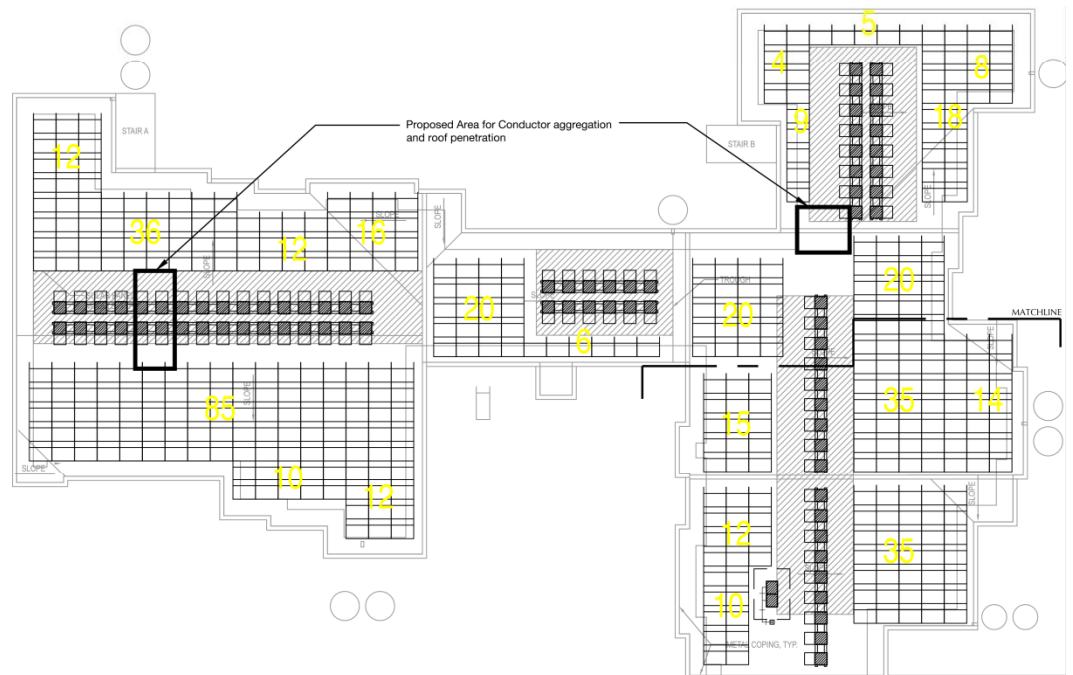 5
4
8
9
18
Proposed Area for Conductor aggregation
and roof penetration
STAIR A
STAIR B
12
36
12
16
SLOPE
SLOPE
SLOPE
SLOPE
20
20
20
TROUGH
6
MATCHLINE
SLOPE
85
SLOPE
15
35
14
10
12
SLOPE
12
35
SLOPE
10
METAL COPING, TYP.